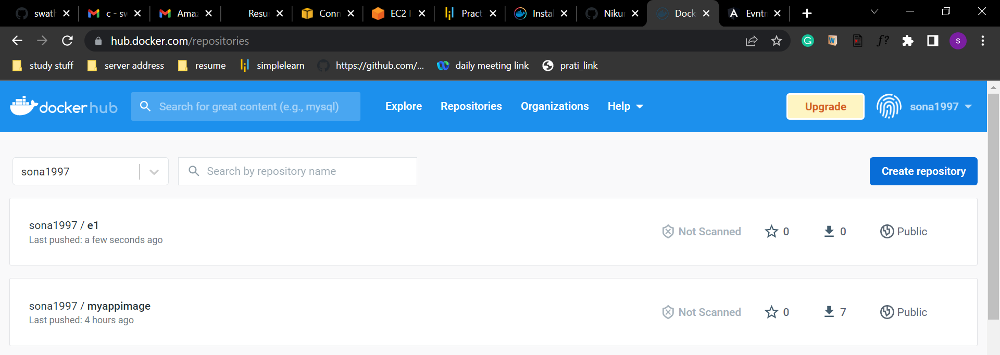 swath c - sw Ama Resu Conn EC2 I Pract Insta Niku Dock Evntr
hub.docker.com/repositories
G W f? s
study stuff server address resume simplelearn https://github.com/... daily meeting link prati_link
docker hub Search for great content (e.g., mysql) Explore Repositories Organizations Help Upgrade sona1997
sona1997 Search by repository name Create repository
sona1997 / e1
Last pushed: a few seconds ago
Not Scanned 0 0 Public
sona1997 / myappimage
Last pushed: 4 hours ago
Not Scanned 0 7 Public